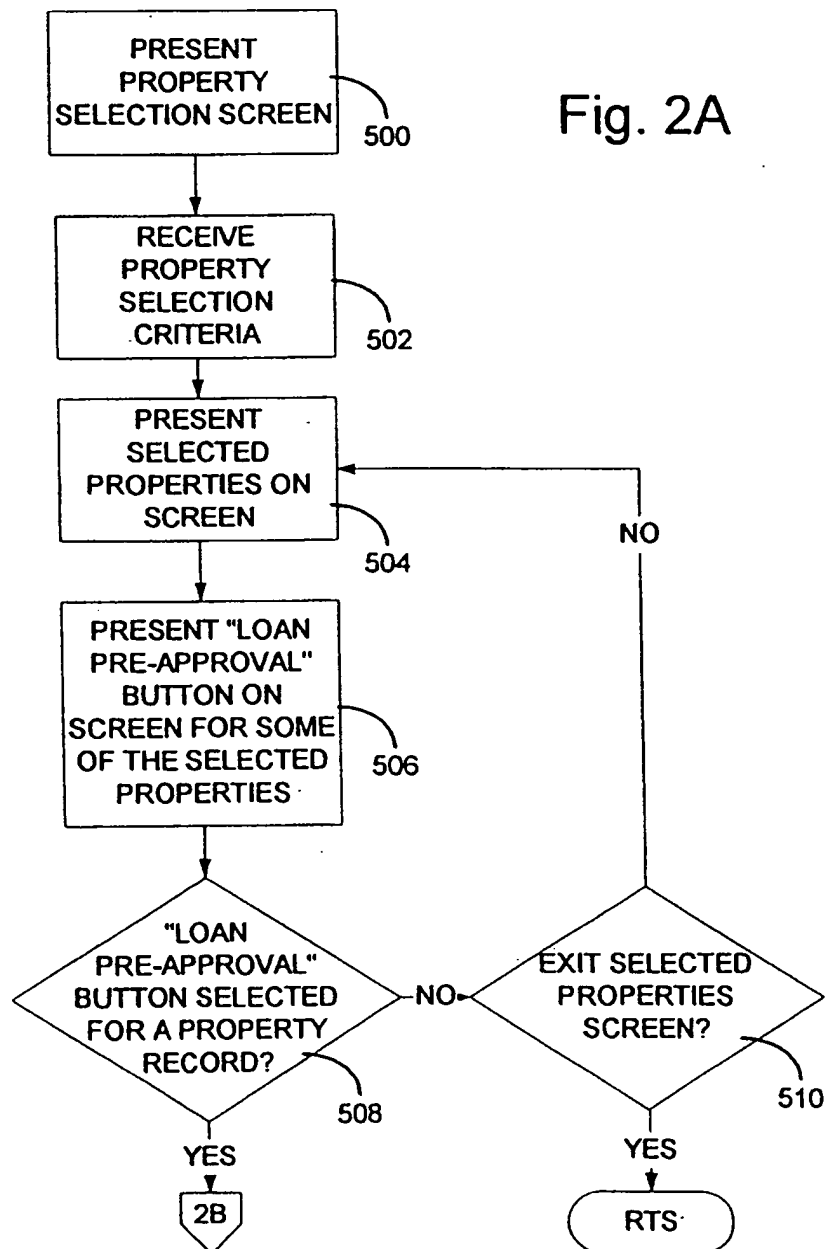 PRESENT
PROPERTY
SELECTION SCREEN
500
Fig. 2A
RECEIVE
PROPERTY
SELECTION
CRITERIA
502
PRESENT
SELECTED
PROPERTIES ON
SCREEN
504
NO
PRESENT "LOAN
PRE-APPROVAL"
BUTTON ON
SCREEN FOR SOME
OF THE SELECTED
PROPERTIES
506
"LOAN
PRE-APPROVAL"
BUTTON SELECTED
FOR A PROPERTY
RECORD?
508
NO
EXIT SELECTED
PROPERTIES
SCREEN?
510
YES
2B
YES
RTS